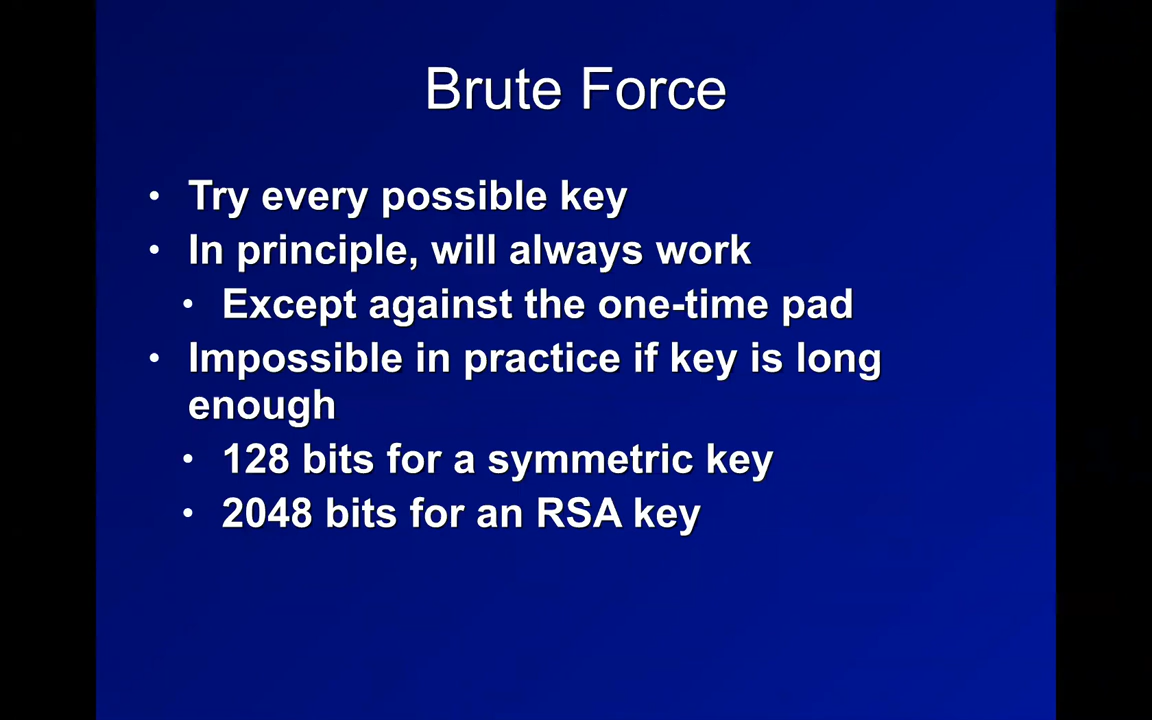 Brute Force
• Try every possible key
• In principle, will always work
• Except against the one-time pad
• Impossible in practice if key is long
enough
• 128 bits for a symmetric key
• 2048 bits for an RSA key